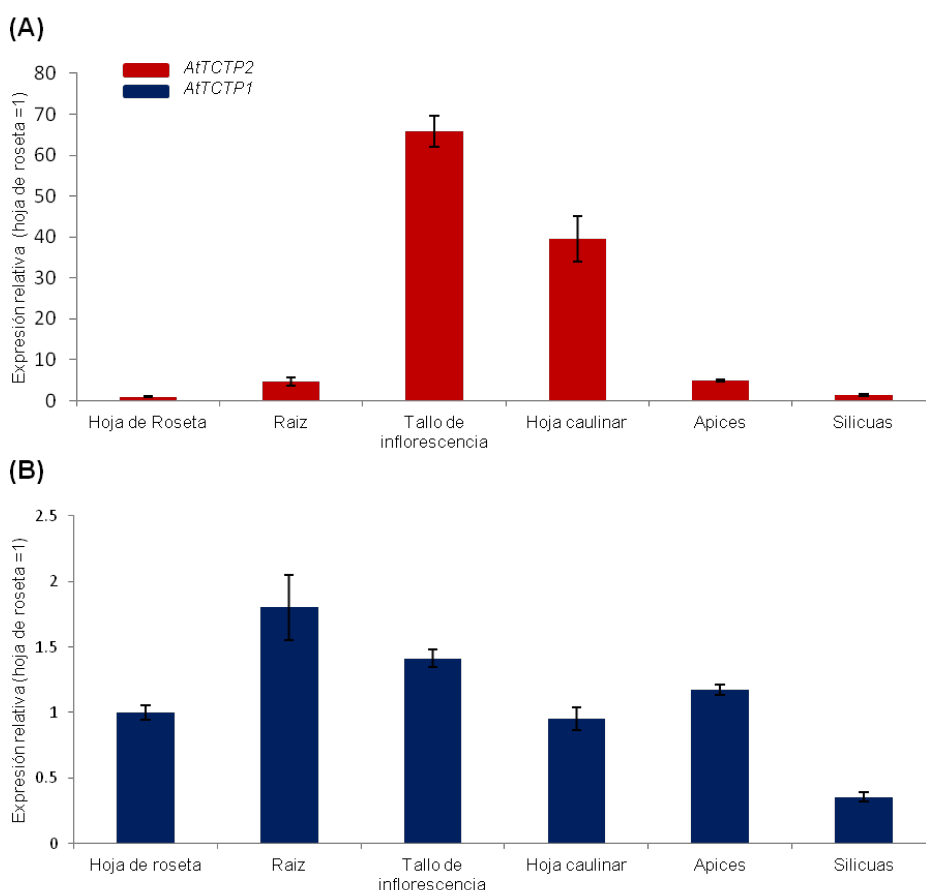 (A)
AtTCTP2
AtTCTP1
Expresión relativa (hoja de roseta =1)
80
70
60
50
40
30
20
10
0
Hoja de Roseta
Raiz
Tallo de
inflorescencia
Hoja caulinar
Apices
Silicuas
(B)
Expresión relativa (hoja de roseta =1)
2.5
2
1.5
1
0.5
0
Hoja de roseta
Raiz
Tallo de
inflorescencia
Hoja caulinar
Apices
Silicuas